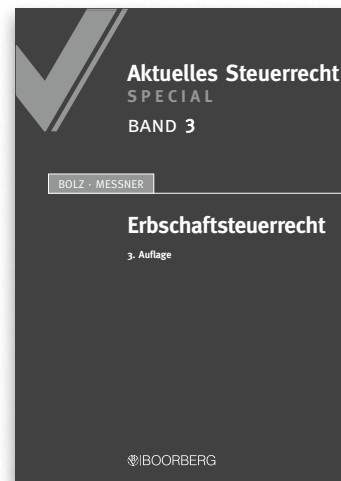 Aktuelles Steuerrecht
SPECIAL
BAND 3
BOLZ · MESSNER
Erbschaftsteuerrecht
3. Auflage
BOORBERG